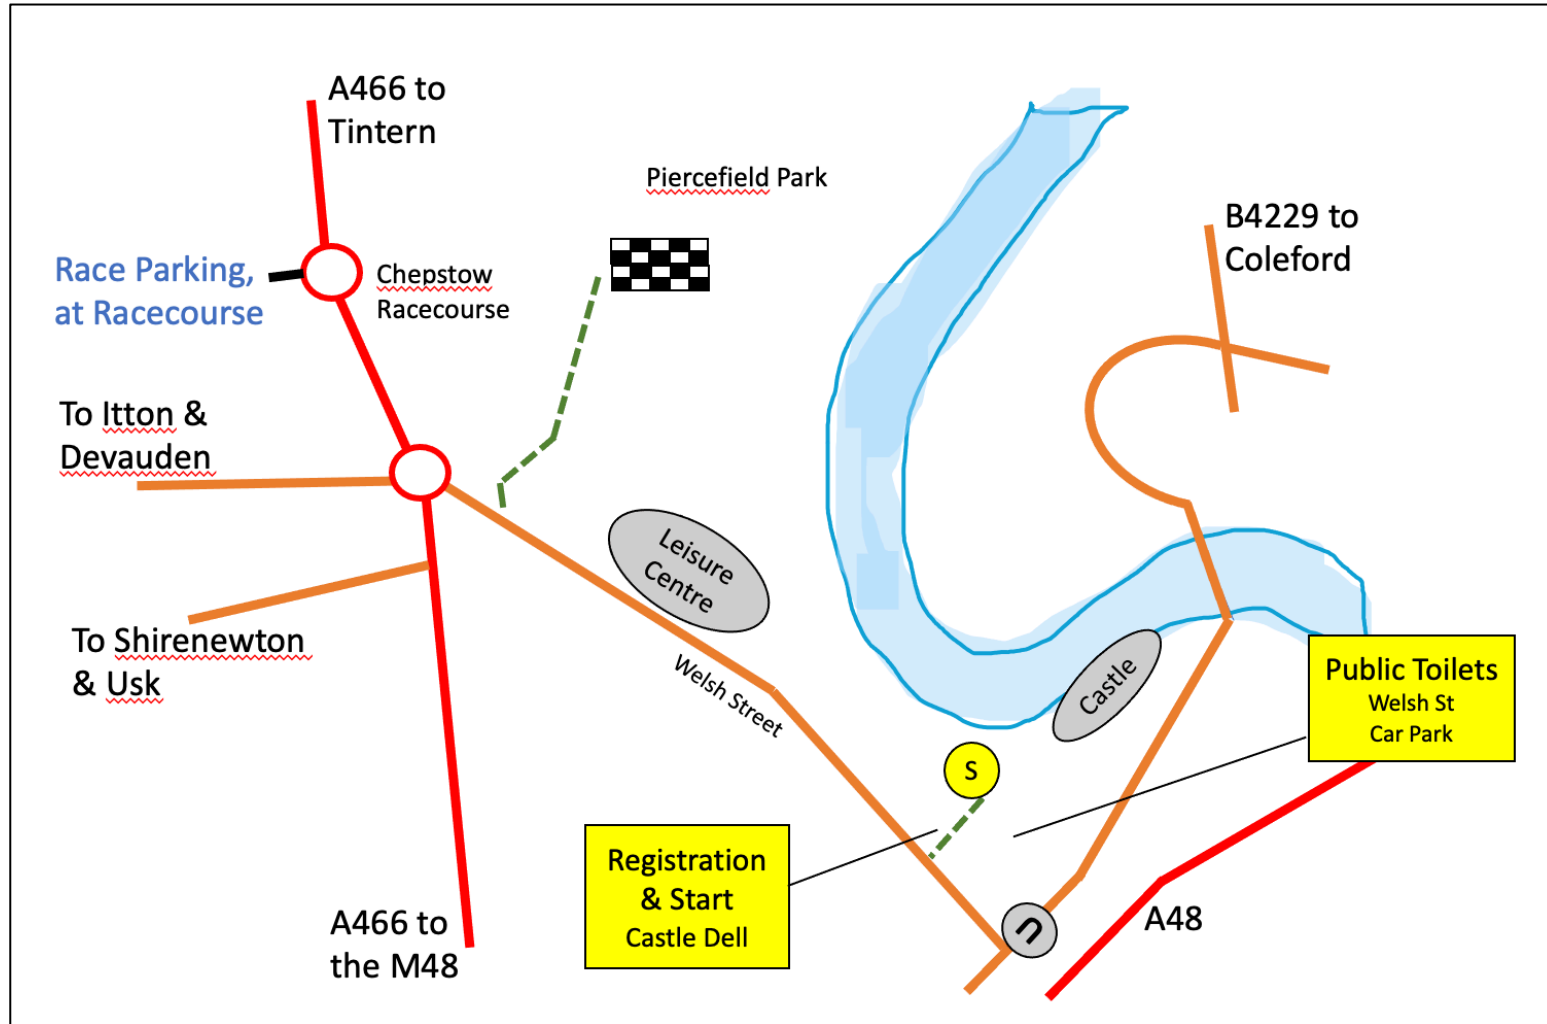 A466 to
Tintern
Piercefield Park
B4229 to
Coleford
Race Parking,
at Racecourse
Chepstow
Racecourse
To Itton &
Devauden
Leisure
Centre
To Shirenewton
& Usk
Welsh Street
Castle
Public Toilets
Welsh St
Car Park
S
Registration
& Start
Castle Dell
A466 to
the M48
A48